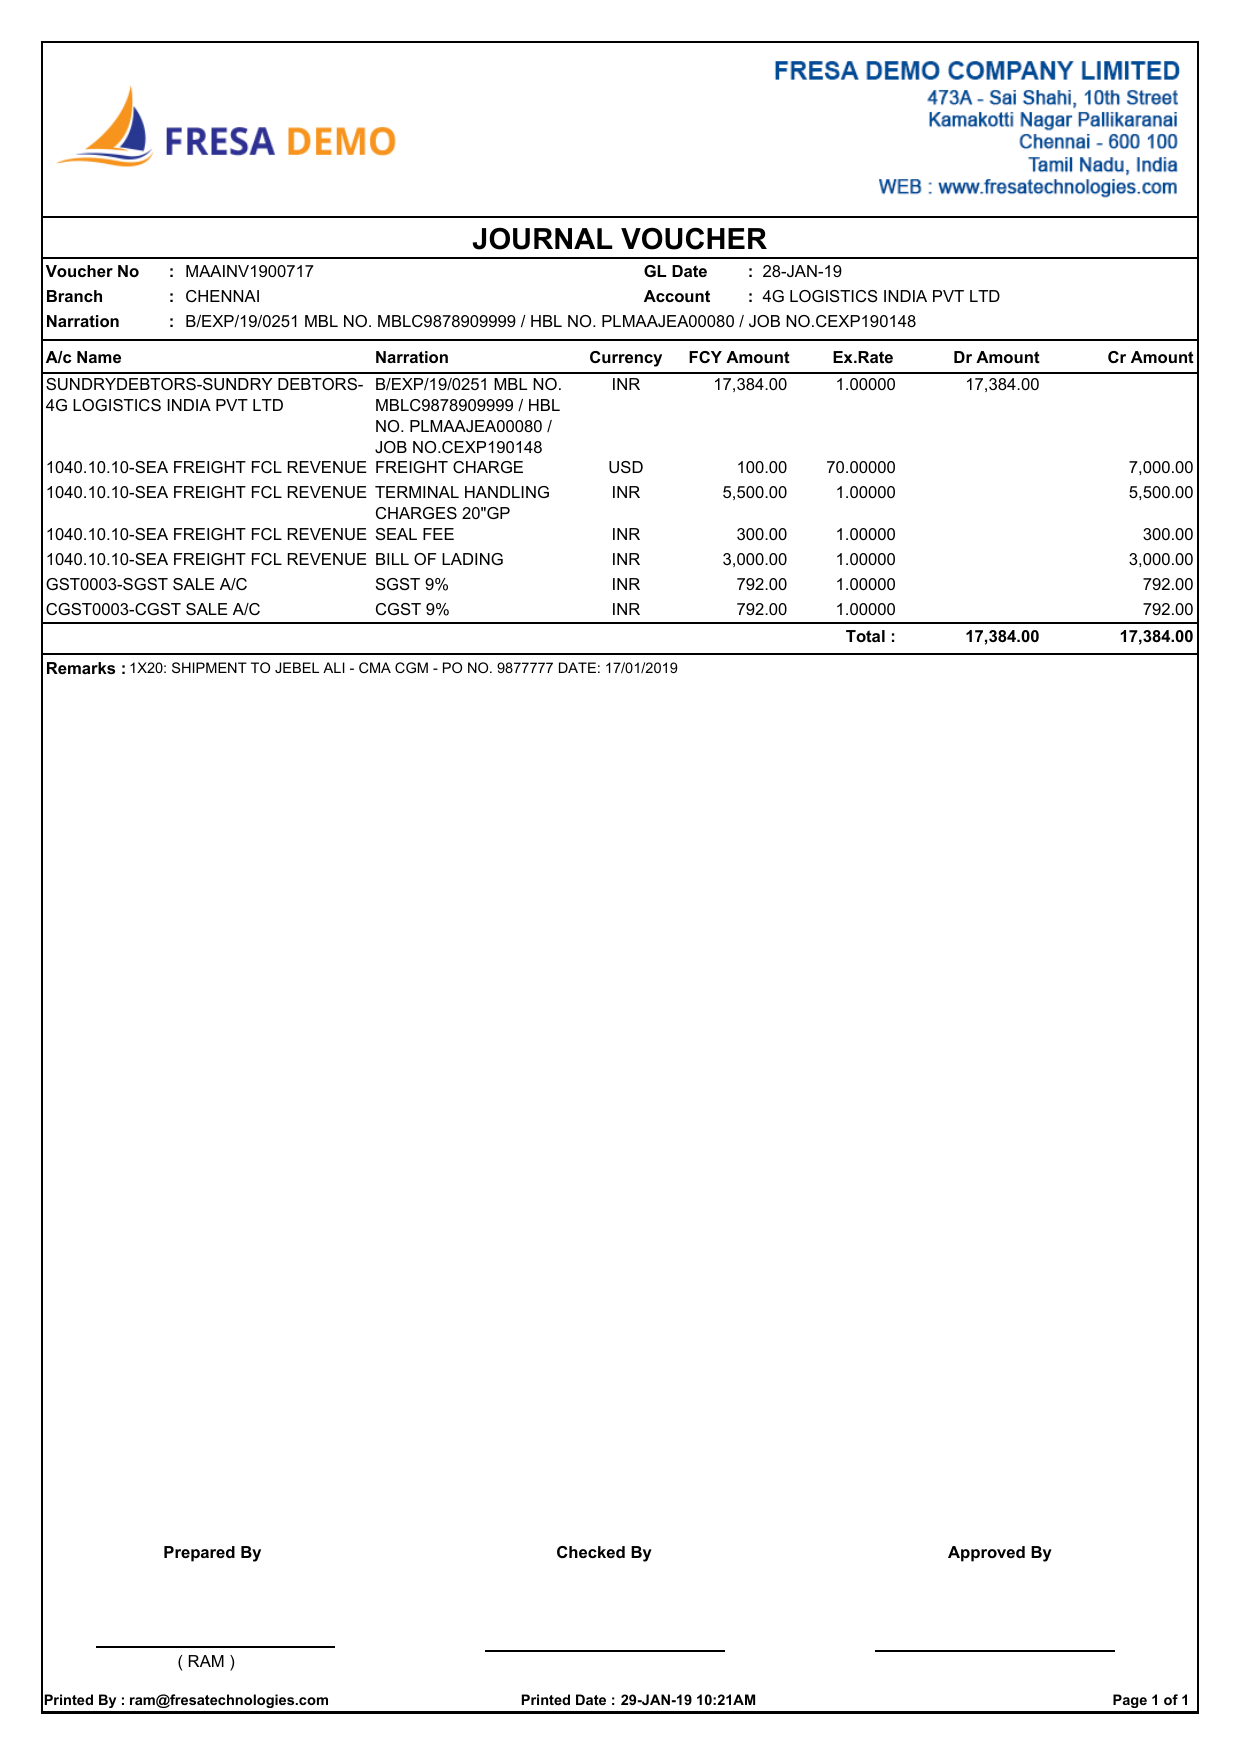 FRESA DEMO
FRESA DEMO COMPANY LIMITED
473A - Sai Shahi, 10th Street
Kamakotti Nagar Pallikaranai
Chennai - 600 100
Tamil Nadu, India
WEB : www.fresatechnologies.com
JOURNAL VOUCHER
Voucher No : MAAINV1900717 GL Date : 28-JAN-19
Branch : CHENNAI Account : 4G LOGISTICS INDIA PVT LTD
Narration : B/EXP/19/0251 MBL NO. MBLC9878909999 / HBL NO. PLMAAJEA00080 / JOB NO.CEXP190148
A/c Name Narration Currency FCY Amount Ex.Rate Dr Amount Cr Amount
SUNDRYDEBTORS-SUNDRY DEBTORS- B/EXP/19/0251 MBL NO. INR 17,384.00 1.00000 17,384.00
4G LOGISTICS INDIA PVT LTD MBLC9878909999 / HBL
NO. PLMAAJEA00080 /
JOB NO.CEXP190148
1040.10.10-SEA FREIGHT FCL REVENUE FREIGHT CHARGE USD 100.00 70.00000 7,000.00
1040.10.10-SEA FREIGHT FCL REVENUE TERMINAL HANDLING INR 5,500.00 1.00000 5,500.00
CHARGES 20"GP
1040.10.10-SEA FREIGHT FCL REVENUE SEAL FEE INR 300.00 1.00000 300.00
1040.10.10-SEA FREIGHT FCL REVENUE BILL OF LADING INR 3,000.00 1.00000 3,000.00
GST0003-SGST SALE A/C SGST 9% INR 792.00 1.00000 792.00
CGST0003-CGST SALE A/C CGST 9% INR 792.00 1.00000 792.00
Total : 17,384.00 17,384.00
Remarks : 1X20: SHIPMENT TO JEBEL ALI - CMA CGM - PO NO. 9877777 DATE: 17/01/2019
Prepared By Checked By Approved By
( RAM )
Printed By : ram@fresatechnologies.com Printed Date : 29-JAN-19 10:21AM Page 1 of 1